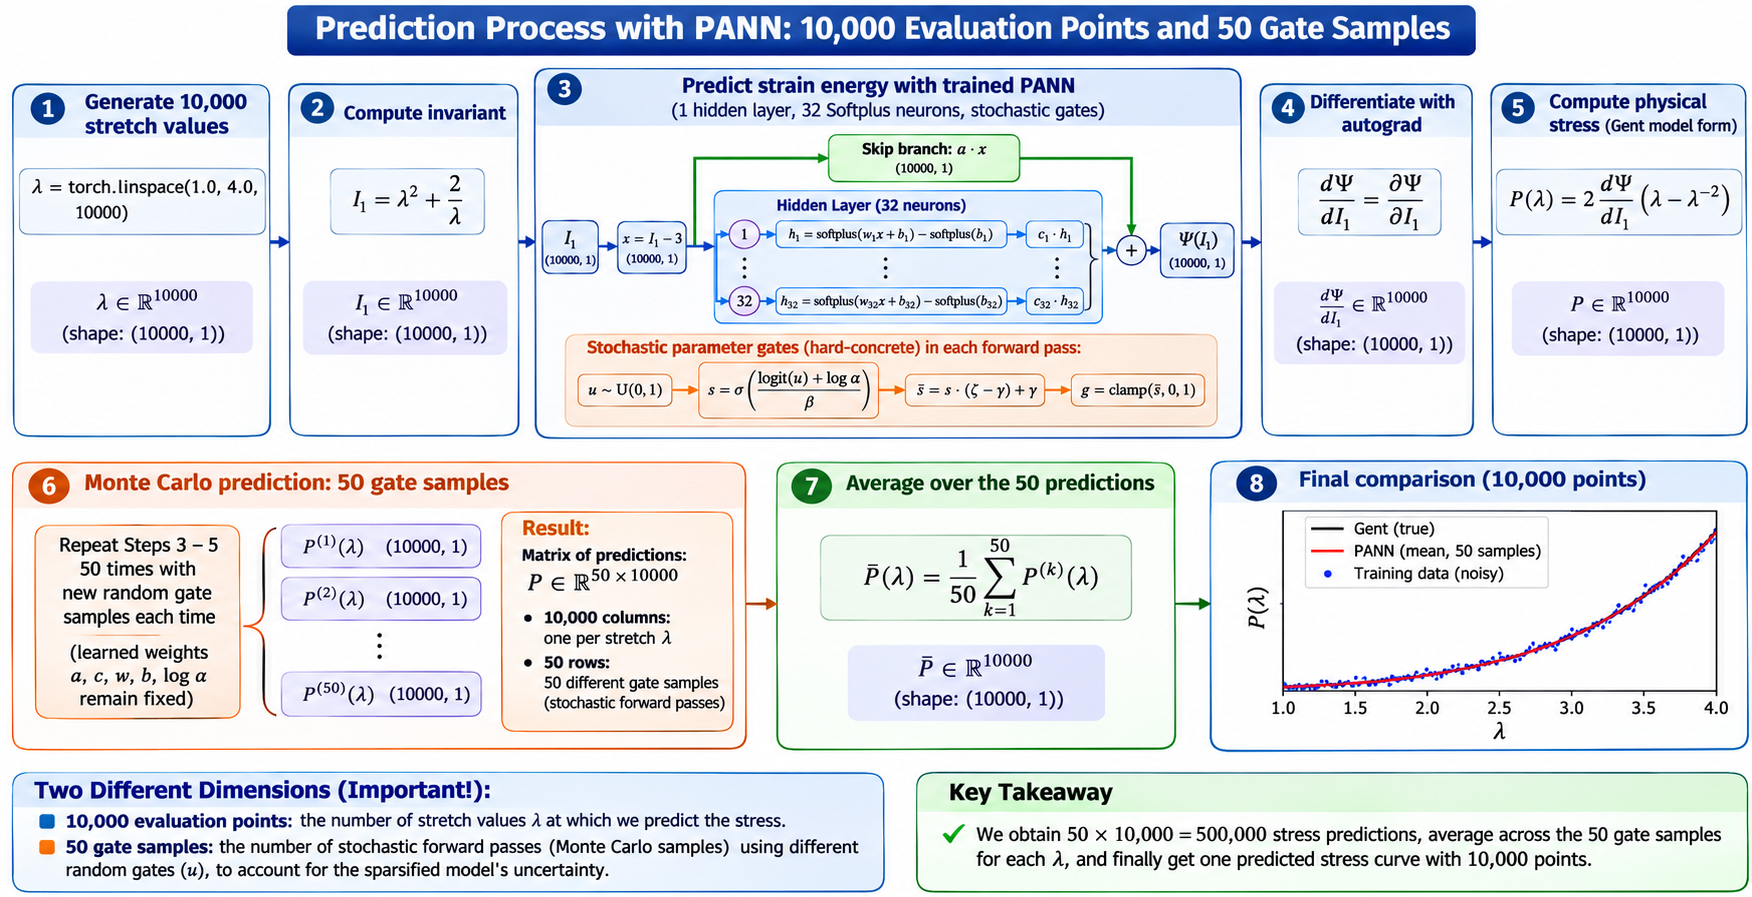 Prediction Process with PANN: 10,000 Evaluation Points and 50 Gate Samples
1
Generate 10,000
stretch values
λ = torch.linspace(1.0, 4.0,
10000)
λ ∈ ℝ^10000
(shape: (10000, 1))
2
Compute invariant
I₁ = λ² + 2/λ
I₁ ∈ ℝ^10000
(shape: (10000, 1))
3
Predict strain energy with trained PANN
(1 hidden layer, 32 Softplus neurons, stochastic gates)
Skip branch: a · x
(10000, 1)
Hidden Layer (32 neurons)
I₁
(10000, 1)
x = I₁ − 3
(10000, 1)
1
h₁ = softplus(w₁x + b₁) − softplus(b₁)
c₁ · h₁
⋮ ⋮ ⋮
32
h₃₂ = softplus(w₃₂x + b₃₂) − softplus(b₃₂)
c₃₂ · h₃₂
+
Ψ(I₁)
(10000, 1)
Stochastic parameter gates (hard-concrete) in each forward pass:
u ~ U(0, 1)
s = σ((logit(u) + log α)/β)
s̄ = s · (ζ − γ) + γ
g = clamp(s̄, 0, 1)
4
Differentiate with
autograd
dΨ/dI₁ = ∂Ψ/∂I₁
dΨ/dI₁ ∈ ℝ^10000
(shape: (10000, 1))
5
Compute physical
stress (Gent model form)
P(λ) = 2 dΨ/dI₁ (λ − λ⁻²)
P ∈ ℝ^10000
(shape: (10000, 1))
6
Monte Carlo prediction: 50 gate samples
Repeat Steps 3 – 5
50 times with
new random gate
samples each time
(learned weights
a, c, w, b, log α
remain fixed)
P⁽¹⁾(λ) (10000, 1)
P⁽²⁾(λ) (10000, 1)
⋮
P⁽⁵⁰⁾(λ) (10000, 1)
Result:
Matrix of predictions:
P ∈ ℝ^50 × 10000
• 10,000 columns:
one per stretch λ
• 50 rows:
50 different gate samples
(stochastic forward passes)
7
Average over the 50 predictions
P̄(λ) = 1/50 ∑_{k=1}^{50} P⁽ᵏ⁾(λ)
P̄ ∈ ℝ^10000
(shape: (10000, 1))
8
Final comparison (10,000 points)
Gent (true)
PANN (mean, 50 samples)
Training data (noisy)
P(λ)
1.0 1.5 2.0 2.5 3.0 3.5 4.0
λ
Two Different Dimensions (Important!):
10,000 evaluation points: the number of stretch values λ at which we predict the stress.
50 gate samples: the number of stochastic forward passes (Monte Carlo samples) using different
random gates (u), to account for the sparsified model's uncertainty.
Key Takeaway
✓ We obtain 50 × 10,000 = 500,000 stress predictions, average across the 50 gate samples
for each λ, and finally get one predicted stress curve with 10,000 points.